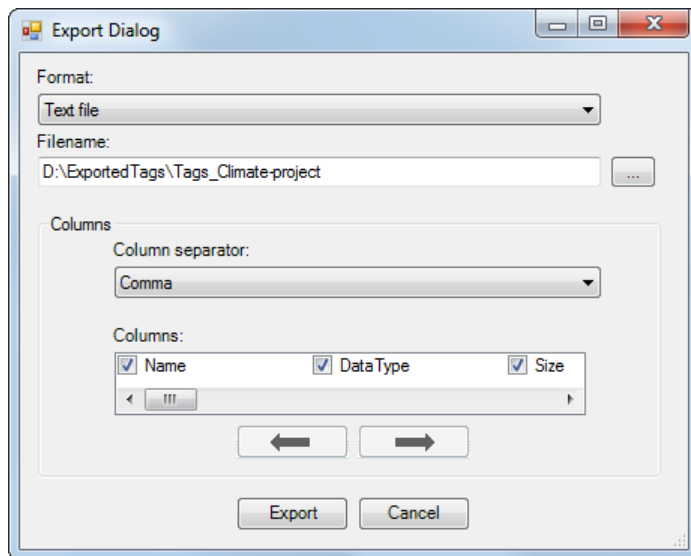 Export Dialog
Format:
Text file
Filename:
D:\ExportedTags\Tags_Climate-project
...
Columns
Column separator:
Comma
Columns:
Name DataType Size
Export Cancel